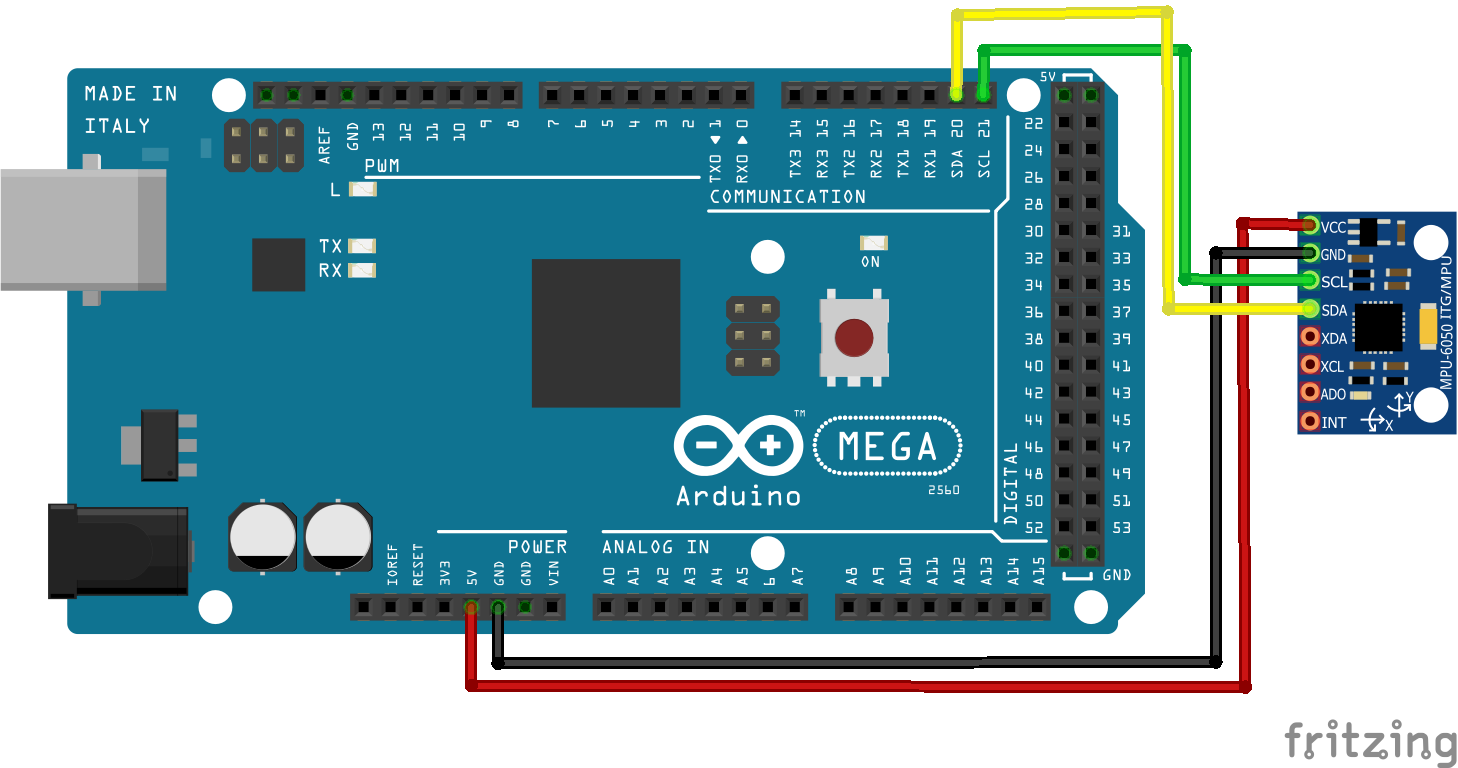 MADE IN
ITALY
AREF
GND
13
12
11
10
9
8
7
6
5
4
3
2
TX0 ◄ 1
RX0 ► 0
TX3 14
RX3 15
TX2 16
RX2 17
TX1 18
RX1 19
SDA 20
SCL 21
5V
PWM
COMMUNICATION
L
TX
RX
ON
22
24
26
28
30 31
32 33
34 35
36 37
38 39
40 41
42 43
44 45
46 47
48 49
50 51
52 53
DIGITAL
GND
™
MEGA
2560
Arduino
POWER
IOREF
RESET
3V3
5V
GND
GND
VIN
ANALOG IN
A0
A1
A2
A3
A4
A5
6
A7
A8
A9
A10
A11
A12
A13
A14
A15
VCC
GND
SCL
SDA
XDA
XCL
ADO
INT
MPU-6050 ITG/MPU
Y
X
fritzing